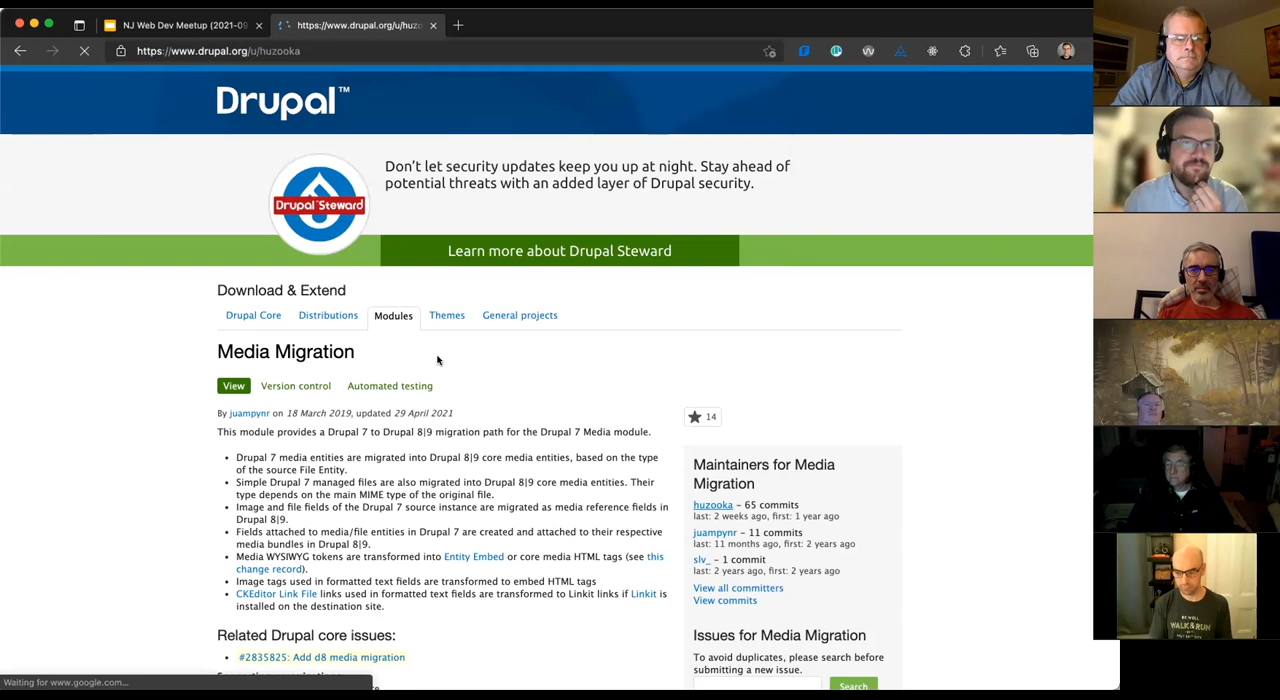 NJ Web Dev Meetup (2021-09
https://www.drupal.org/u/huzo
https://www.drupal.org/u/huzooka
Drupal™
Don't let security updates keep you up at night. Stay ahead of
potential threats with an added layer of Drupal security.
Drupal Steward
Learn more about Drupal Steward
Download & Extend
Drupal Core Distributions Modules Themes General projects
Media Migration
View Version control Automated testing
By juampynr on 18 March 2019, updated 29 April 2021
14
This module provides a Drupal 7 to Drupal 8|9 migration path for the Drupal 7 Media module.
• Drupal 7 media entities are migrated into Drupal 8|9 core media entities, based on the type
of the source File Entity.
• Simple Drupal 7 managed files are also migrated into Drupal 8|9 core media entities. Their
type depends on the main MIME type of the original file.
• Image and file fields of the Drupal 7 source instance are migrated as media reference fields in
Drupal 8|9.
• Fields attached to media/file entities in Drupal 7 are created and attached to their respective
media bundles in Drupal 8|9.
• Media WYSIWYG tokens are transformed into Entity Embed or core media HTML tags (see this
change record).
• Image tags used in formatted text fields are transformed to embed HTML tags
• CKEditor Link File links used in formatted text fields are transformed to Linkit links if Linkit is
installed on the destination site.
Related Drupal core issues:
• #2835825: Add d8 media migration
Maintainers for Media
Migration
huzooka – 65 commits
last: 2 weeks ago, first: 1 year ago
juampynr – 11 commits
last: 11 months ago, first: 2 years ago
slv_ – 1 commit
last: 2 years ago, first: 2 years ago
View all committers
View commits
Issues for Media Migration
To avoid duplicates, please search before
submitting a new issue.
Search
Waiting for www.google.com...
WALK & RUN